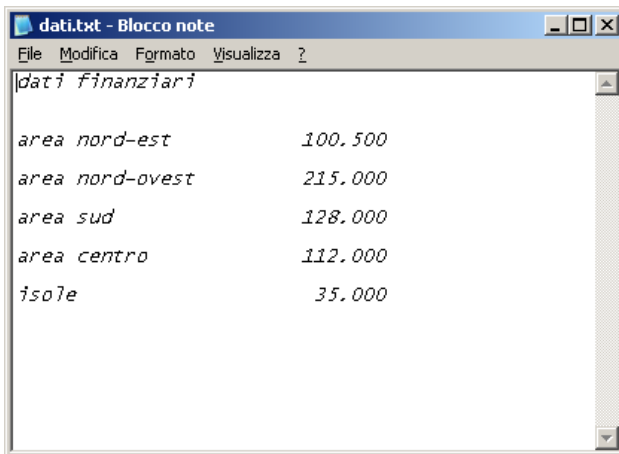 dati.txt - Blocco note
File Modifica Formato Visualizza ?
dati finanziari
area nord-est 100.500
area nord-ovest 215.000
area sud 128.000
area centro 112.000
isole 35.000